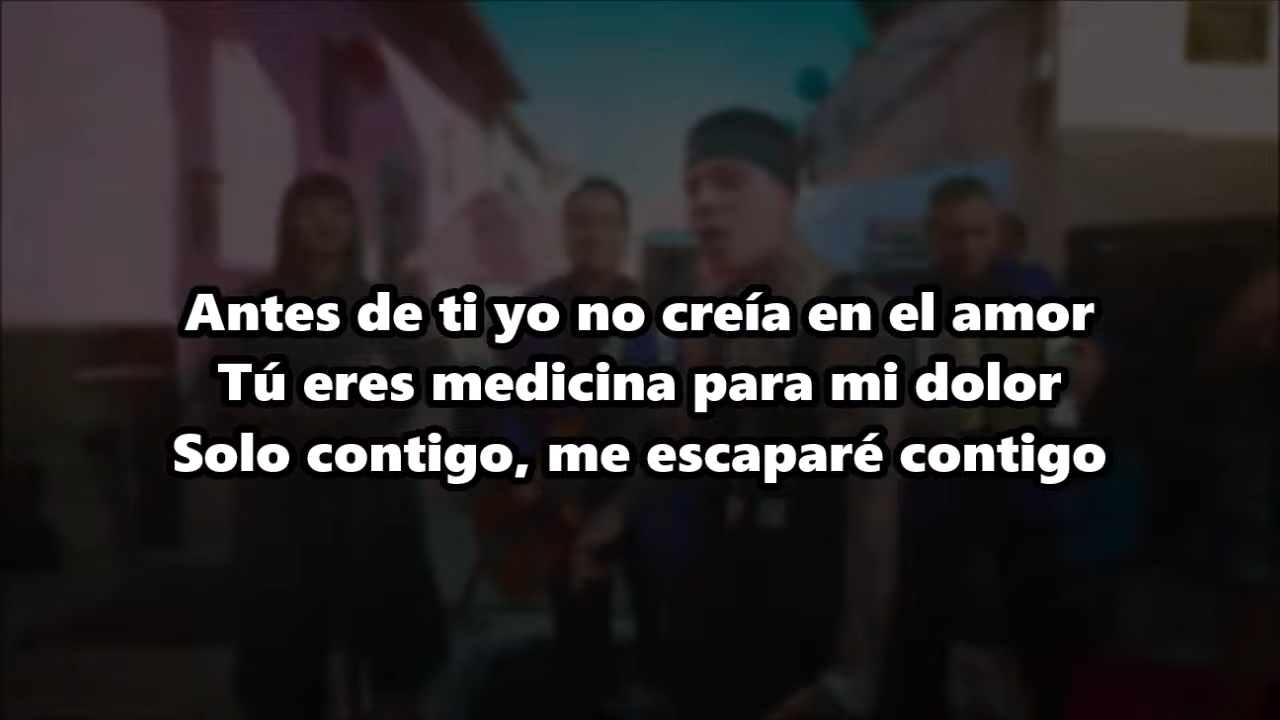 Antes de ti yo no creía en el amor
Tú eres medicina para mi dolor
Solo contigo, me escaparé contigo